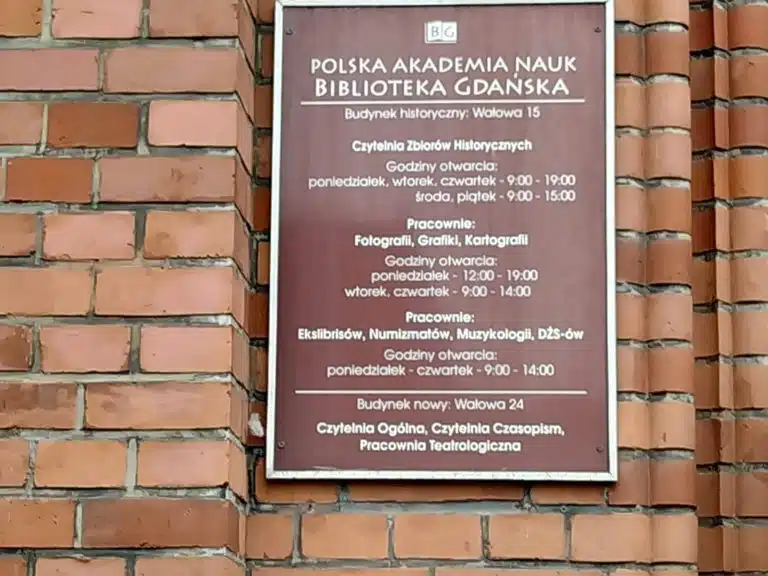 BG
POLSKA AKADEMIA NAUK
BIBLIOTEKA GDAŃSKA
Budynek historyczny: Wałowa 15
Czytelnia Zbiorów Historycznych
Godziny otwarcia:
poniedziałek, wtorek, czwartek - 9:00 - 19:00
środa, piątek - 9:00 - 15:00
Pracownie:
Fotografii, Grafiki, Kartografii
Godziny otwarcia:
poniedziałek - 12:00 - 19:00
wtorek, czwartek - 9:00 - 14:00
Pracownie:
Ekslibrisów, Numizmatów, Muzykologii, DŻS-ów
Godziny otwarcia:
poniedziałek - czwartek - 9:00 - 14:00
Budynek nowy: Wałowa 24
Czytelnia Ogólna, Czytelnia Czasopism,
Pracownia Teatrologiczna